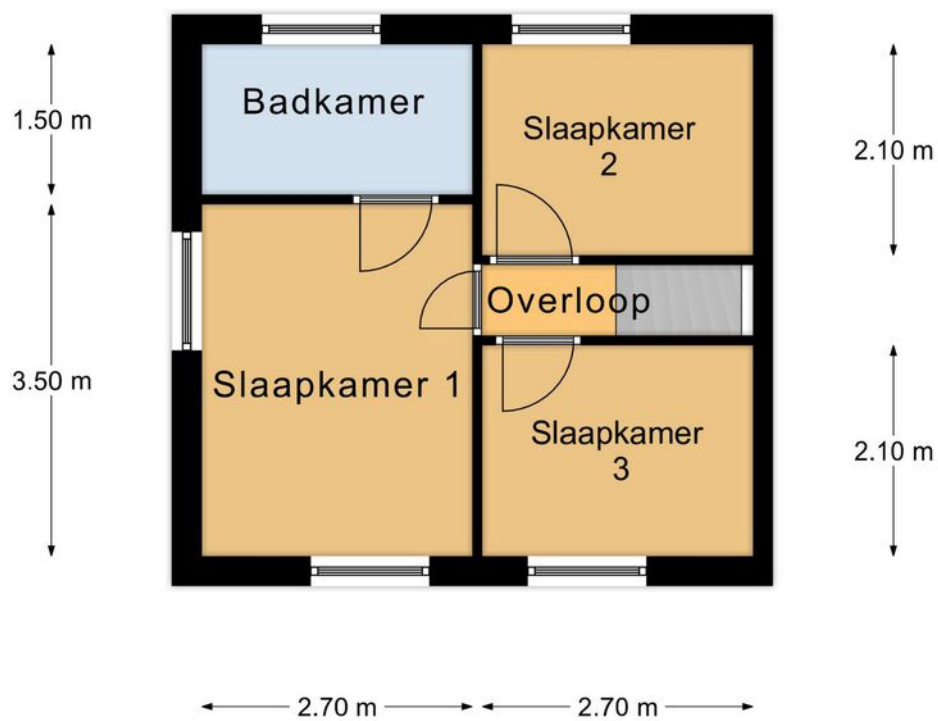 1.50 m
Badkamer
Slaapkamer
2
2.10 m
Overloop
3.50 m
Slaapkamer 1
Slaapkamer
3
2.10 m
2.70 m
2.70 m